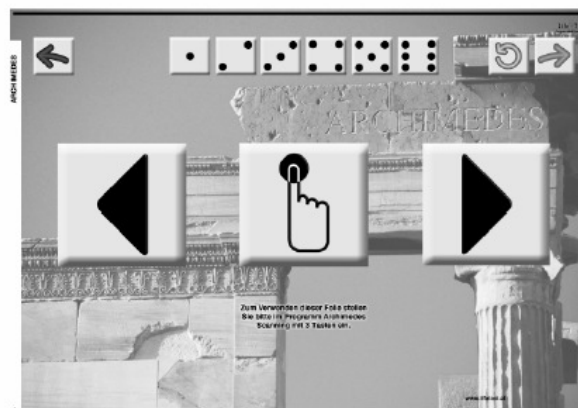 ARCHIMEDES
ARCHIMEDES
Zum Verwenden dieser Folie stellen
Sie bitte im Programm Archimedes
Scanning mit 3 Tasten ein.